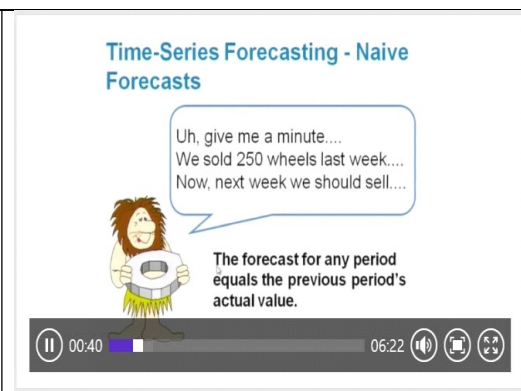 Time-Series Forecasting - Naive
Forecasts
Uh, give me a minute....
We sold 250 wheels last week....
Now, next week we should sell....
The forecast for any period
equals the previous period's
actual value.
00:40 06:22